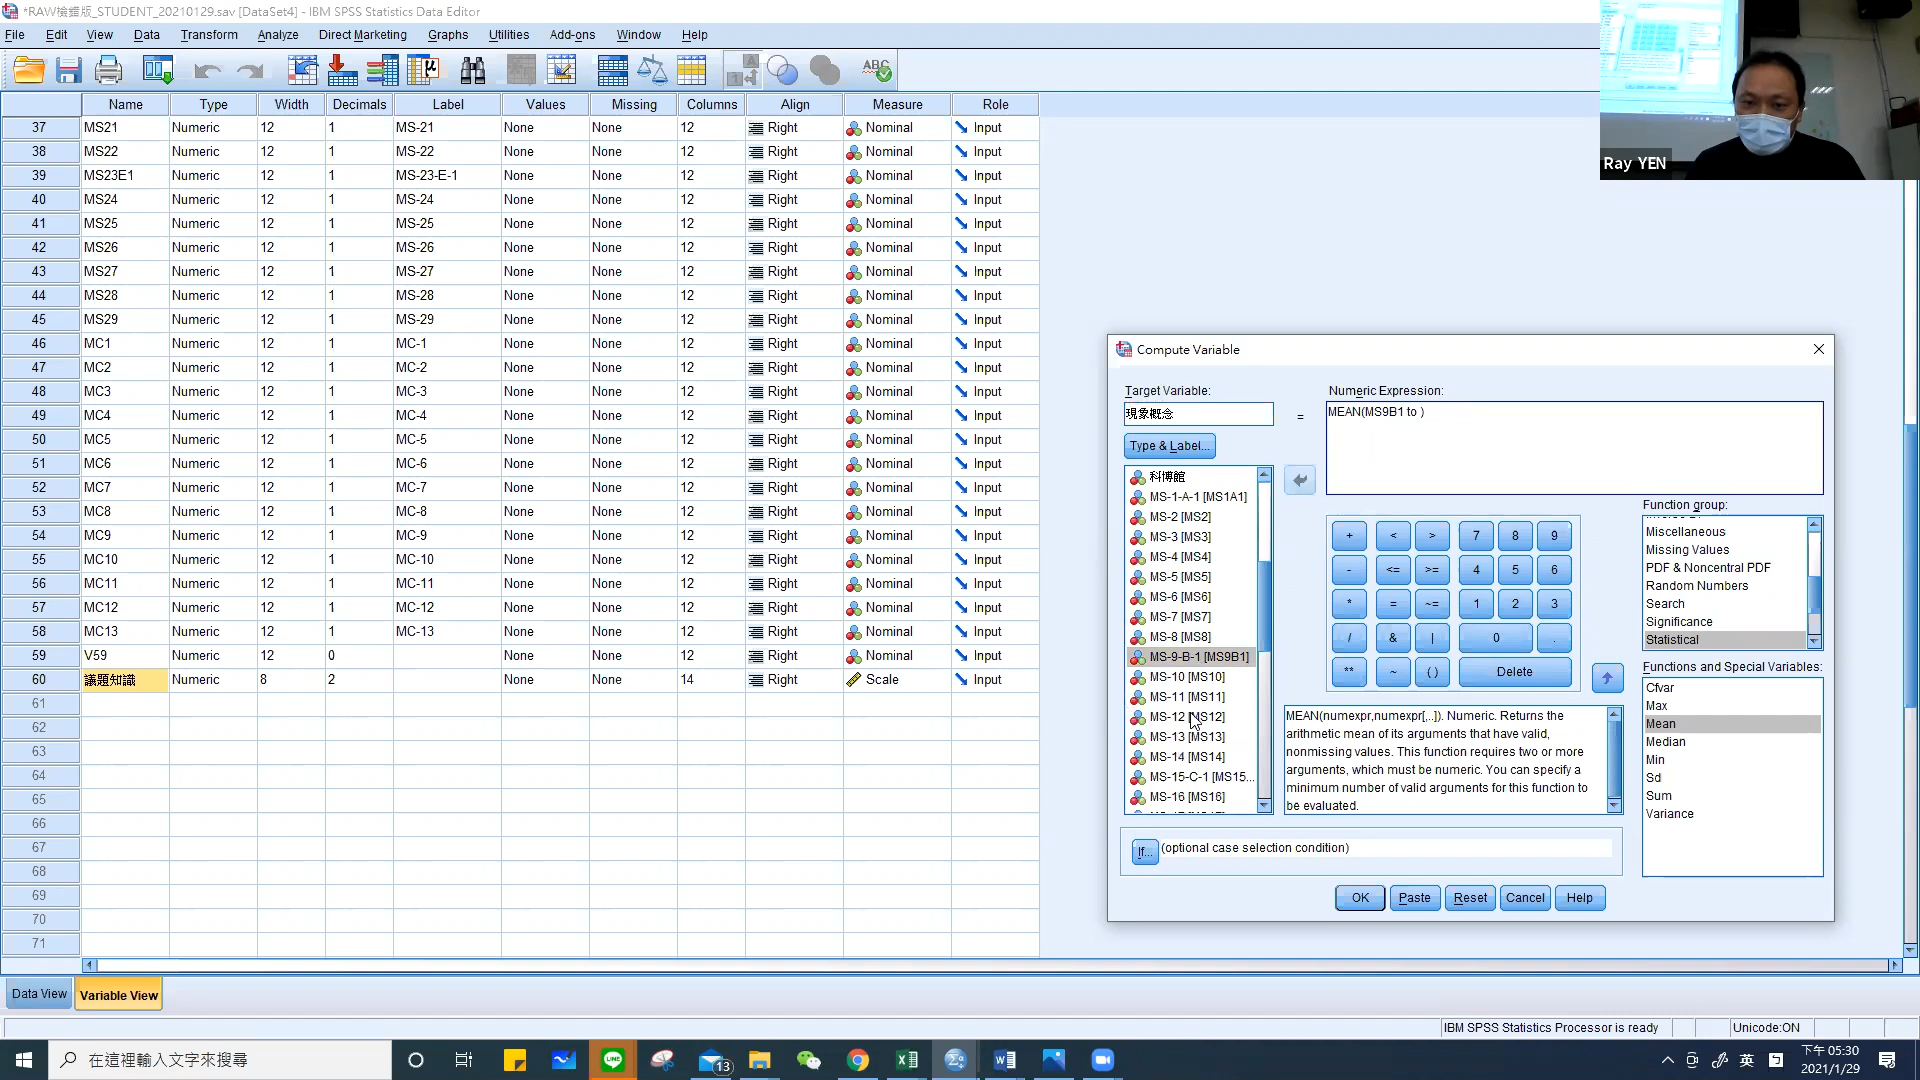 *RAW檢體版_STUDENT_20210129.sav [DataSet4] - IBM SPSS Statistics Data Editor
File Edit View Data Transform Analyze Direct Marketing Graphs Utilities Add-ons Window Help
Ray YEN
Name Type Width Decimals Label Values Missing Columns Align Measure Role
37 MS21 Numeric 12 1 MS-21 None None 12 Right Nominal Input
38 MS22 Numeric 12 1 MS-22 None None 12 Right Nominal Input
39 MS23E1 Numeric 12 1 MS-23-E-1 None None 12 Right Nominal Input
40 MS24 Numeric 12 1 MS-24 None None 12 Right Nominal Input
41 MS25 Numeric 12 1 MS-25 None None 12 Right Nominal Input
42 MS26 Numeric 12 1 MS-26 None None 12 Right Nominal Input
43 MS27 Numeric 12 1 MS-27 None None 12 Right Nominal Input
44 MS28 Numeric 12 1 MS-28 None None 12 Right Nominal Input
45 MS29 Numeric 12 1 MS-29 None None 12 Right Nominal Input
46 MC1 Numeric 12 1 MC-1 None None 12 Right Nominal Input
47 MC2 Numeric 12 1 MC-2 None None 12 Right Nominal Input
48 MC3 Numeric 12 1 MC-3 None None 12 Right Nominal Input
49 MC4 Numeric 12 1 MC-4 None None 12 Right Nominal Input
50 MC5 Numeric 12 1 MC-5 None None 12 Right Nominal Input
51 MC6 Numeric 12 1 MC-6 None None 12 Right Nominal Input
52 MC7 Numeric 12 1 MC-7 None None 12 Right Nominal Input
53 MC8 Numeric 12 1 MC-8 None None 12 Right Nominal Input
54 MC9 Numeric 12 1 MC-9 None None 12 Right Nominal Input
55 MC10 Numeric 12 1 MC-10 None None 12 Right Nominal Input
56 MC11 Numeric 12 1 MC-11 None None 12 Right Nominal Input
57 MC12 Numeric 12 1 MC-12 None None 12 Right Nominal Input
58 MC13 Numeric 12 1 MC-13 None None 12 Right Nominal Input
59 V59 Numeric 12 0 None None 12 Right Nominal Input
60 議題知識 Numeric 8 2 None None 14 Right Scale Input
61
62
63
64
65
66
67
68
69
70
71
Compute Variable
Target Variable:
現象概念
=
Numeric Expression:
MEAN(MS9B1 to )
Type & Label...
科博館
MS-1-A-1 [MS1A1]
MS-2 [MS2]
MS-3 [MS3]
MS-4 [MS4]
MS-5 [MS5]
MS-6 [MS6]
MS-7 [MS7]
MS-8 [MS8]
MS-9-B-1 [MS9B1]
MS-10 [MS10]
MS-11 [MS11]
MS-12 [MS12]
MS-13 [MS13]
MS-14 [MS14]
MS-15-C-1 [MS15...
MS-16 [MS16]
+ < > 7 8 9
- <= >= 4 5 6
* = ~= 1 2 3
/ & | 0 .
** ~ ( ) Delete
Function group:
Miscellaneous
Missing Values
PDF & Noncentral PDF
Random Numbers
Search
Significance
Statistical
Functions and Special Variables:
Cfvar
Max
Mean
Median
Min
Sd
Sum
Variance
MEAN(numexpr,numexpr[,..]). Numeric. Returns the
arithmetic mean of its arguments that have valid,
nonmissing values. This function requires two or more
arguments, which must be numeric. You can specify a
minimum number of valid arguments for this function to
be evaluated.
If... (optional case selection condition)
OK Paste Reset Cancel Help
Data View Variable View
IBM SPSS Statistics Processor is ready Unicode:ON
在這裡輸入文字來搜尋
LINE
13
英
下午 05:30
2021/1/29